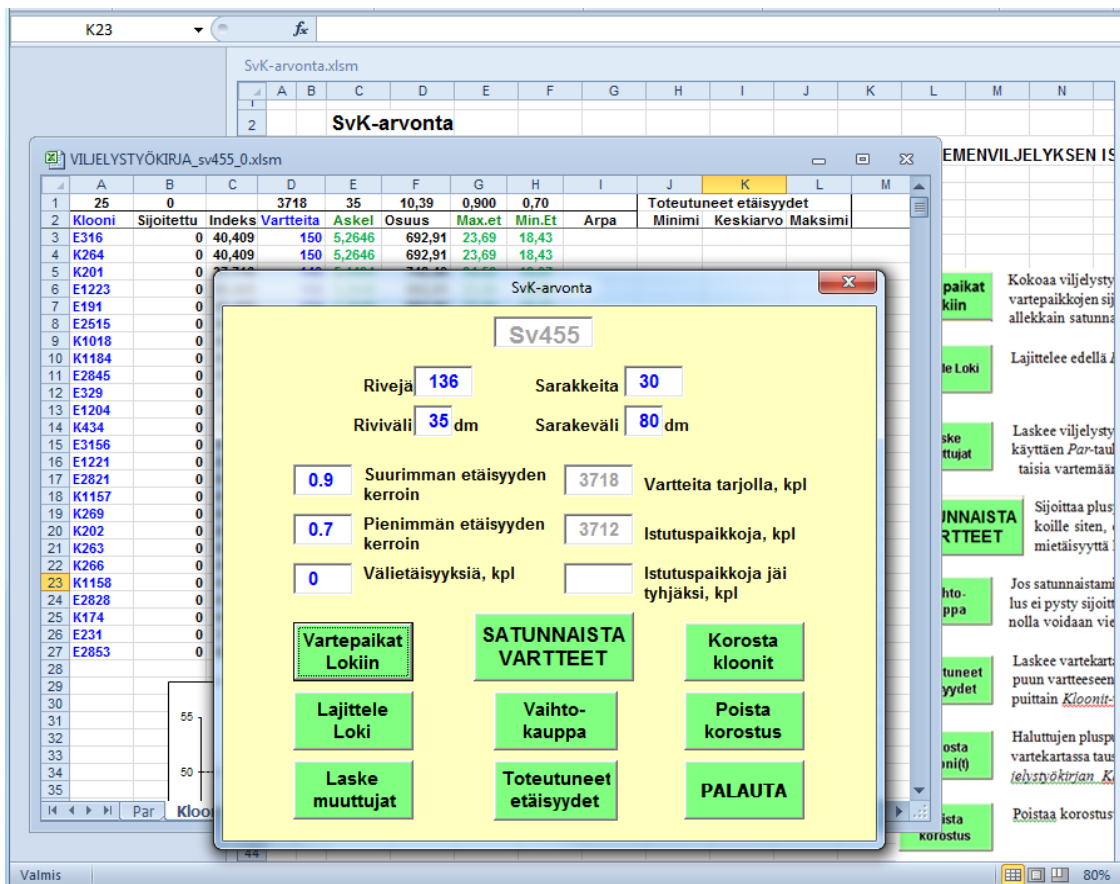 K23
fx
SvK-arvonta.xlsm
A B C D E F G H I J K L M N
1
2 SvK-arvonta
EMENVILJELYKSEN IS
VILJELYSTYÖKIRJA_sv455_0.xlsm
A B C D E F G H I J K L M
1 25 0 3718 35 10,39 0,900 0,70 Toteutuneet etäisyydet
2 Klooni Sijoitettu Indeks Vartteita Askel Osuus Max.et Min.Et Arpa Minimi Keskiarvo Maksimi
3 E316 0 40,409 150 5,2646 692,91 23,69 18,43
4 K264 0 40,409 150 5,2646 692,91 23,69 18,43
5 K201 0
6 E1223 0
7 E191 0
8 E2515 0
9 K1018 0
10 K1184 0
11 E2845 0
12 E329 0
13 E1204 0
14 K434 0
15 E3156 0
16 E1221 0
17 E2821 0
18 K1157 0
19 K269 0
20 K202 0
21 K263 0
22 K266 0
23 K1158 0
24 E2828 0
25 K174 0
26 E231 0
27 E2853 0
28
29
30
31
32
33
34
35
55
50
Par Kloon
44
SvK-arvonta
Sv455
Rivejä 136 Sarakkeita 30
Riviväli 35 dm Sarakeväli 80 dm
0.9 Suurimman etäisyyden kerroin 3718 Vartteita tarjolla, kpl
0.7 Pienimmän etäisyyden kerroin 3712 Istutuspaikkoja, kpl
0 Välietäisyyksiä, kpl Istutuspaikkoja jäi tyhjäksi, kpl
Vartepaikat Lokiin
SATUNNAISTA VARTTEET
Korosta kloonit
Lajittele Loki
Vaihto-kauppa
Poista korostus
Laske muuttujat
Toteutuneet etäisyydet
PALAUTA
paikat
kiin
Kokoaa viljelysty
vartepaikkojen sij
allekkain satunna
le Loki
Lajittelee edellä
ske
ttujat
Laskee viljelysty
käyttäen Par-taul
taisia vartemäär
UNNAISTA
RTTEET
Sijoittaa plusp
koille siten,
mietäisyyttä
hto-
ppa
Jos satunnaistami
lus ei pysty sijoitt
nolla voidaan vie
tuneet
yydet
Laskee vartekarta
puun vartteeseen
puittain Kloonit-
osta
oni(t)
Haluttujen pluspu
vartekartassa taus
jelystyökirjan K
ista
korostus
Poistaa korostus
Valmis
80%